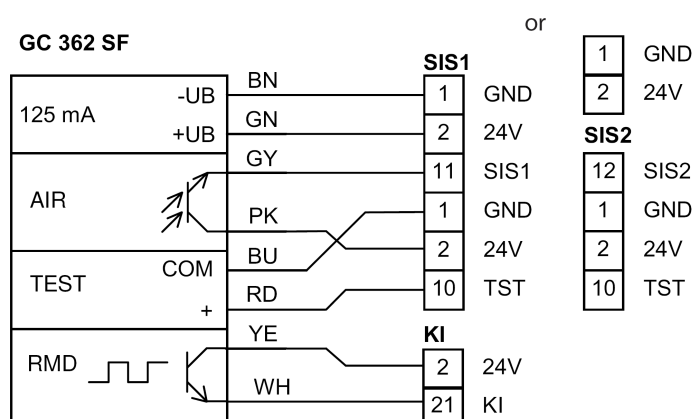 or
GC 362 SF
SIS1
1 GND
125 mA
-UB BN 1 GND
2 24V
+UB GN 2 24V
SIS2
AIR
GY 11 SIS1
12 SIS2
PK 1 GND
1 GND
TEST
COM BU 2 24V
2 24V
+ RD 10 TST
10 TST
KI
RMD
YE 2 24V
WH 21 KI